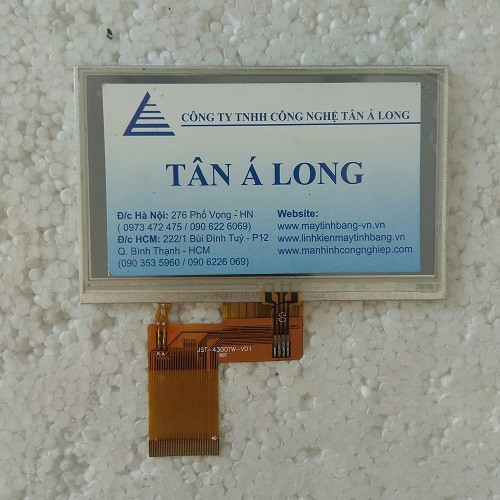 CÔNG TY TNHH CÔNG NGHỆ TÂN Á LONG
TÂN Á LONG
Đ/c Hà Nội: 276 Phố Vọng - HN
( 0973 472 475 / 090 622 6069)
Đ/c HCM: 222/1 Bùi Đình Tuý - P12
Q. Bình Thạnh - HCM
(090 353 5960 / 090 6226 069)
Website:
www.maytinhbang-vn.vn
www.linhkienmaytinhbang.vn
www.manhinhcongnghiep.com
JST-4300TW-V01